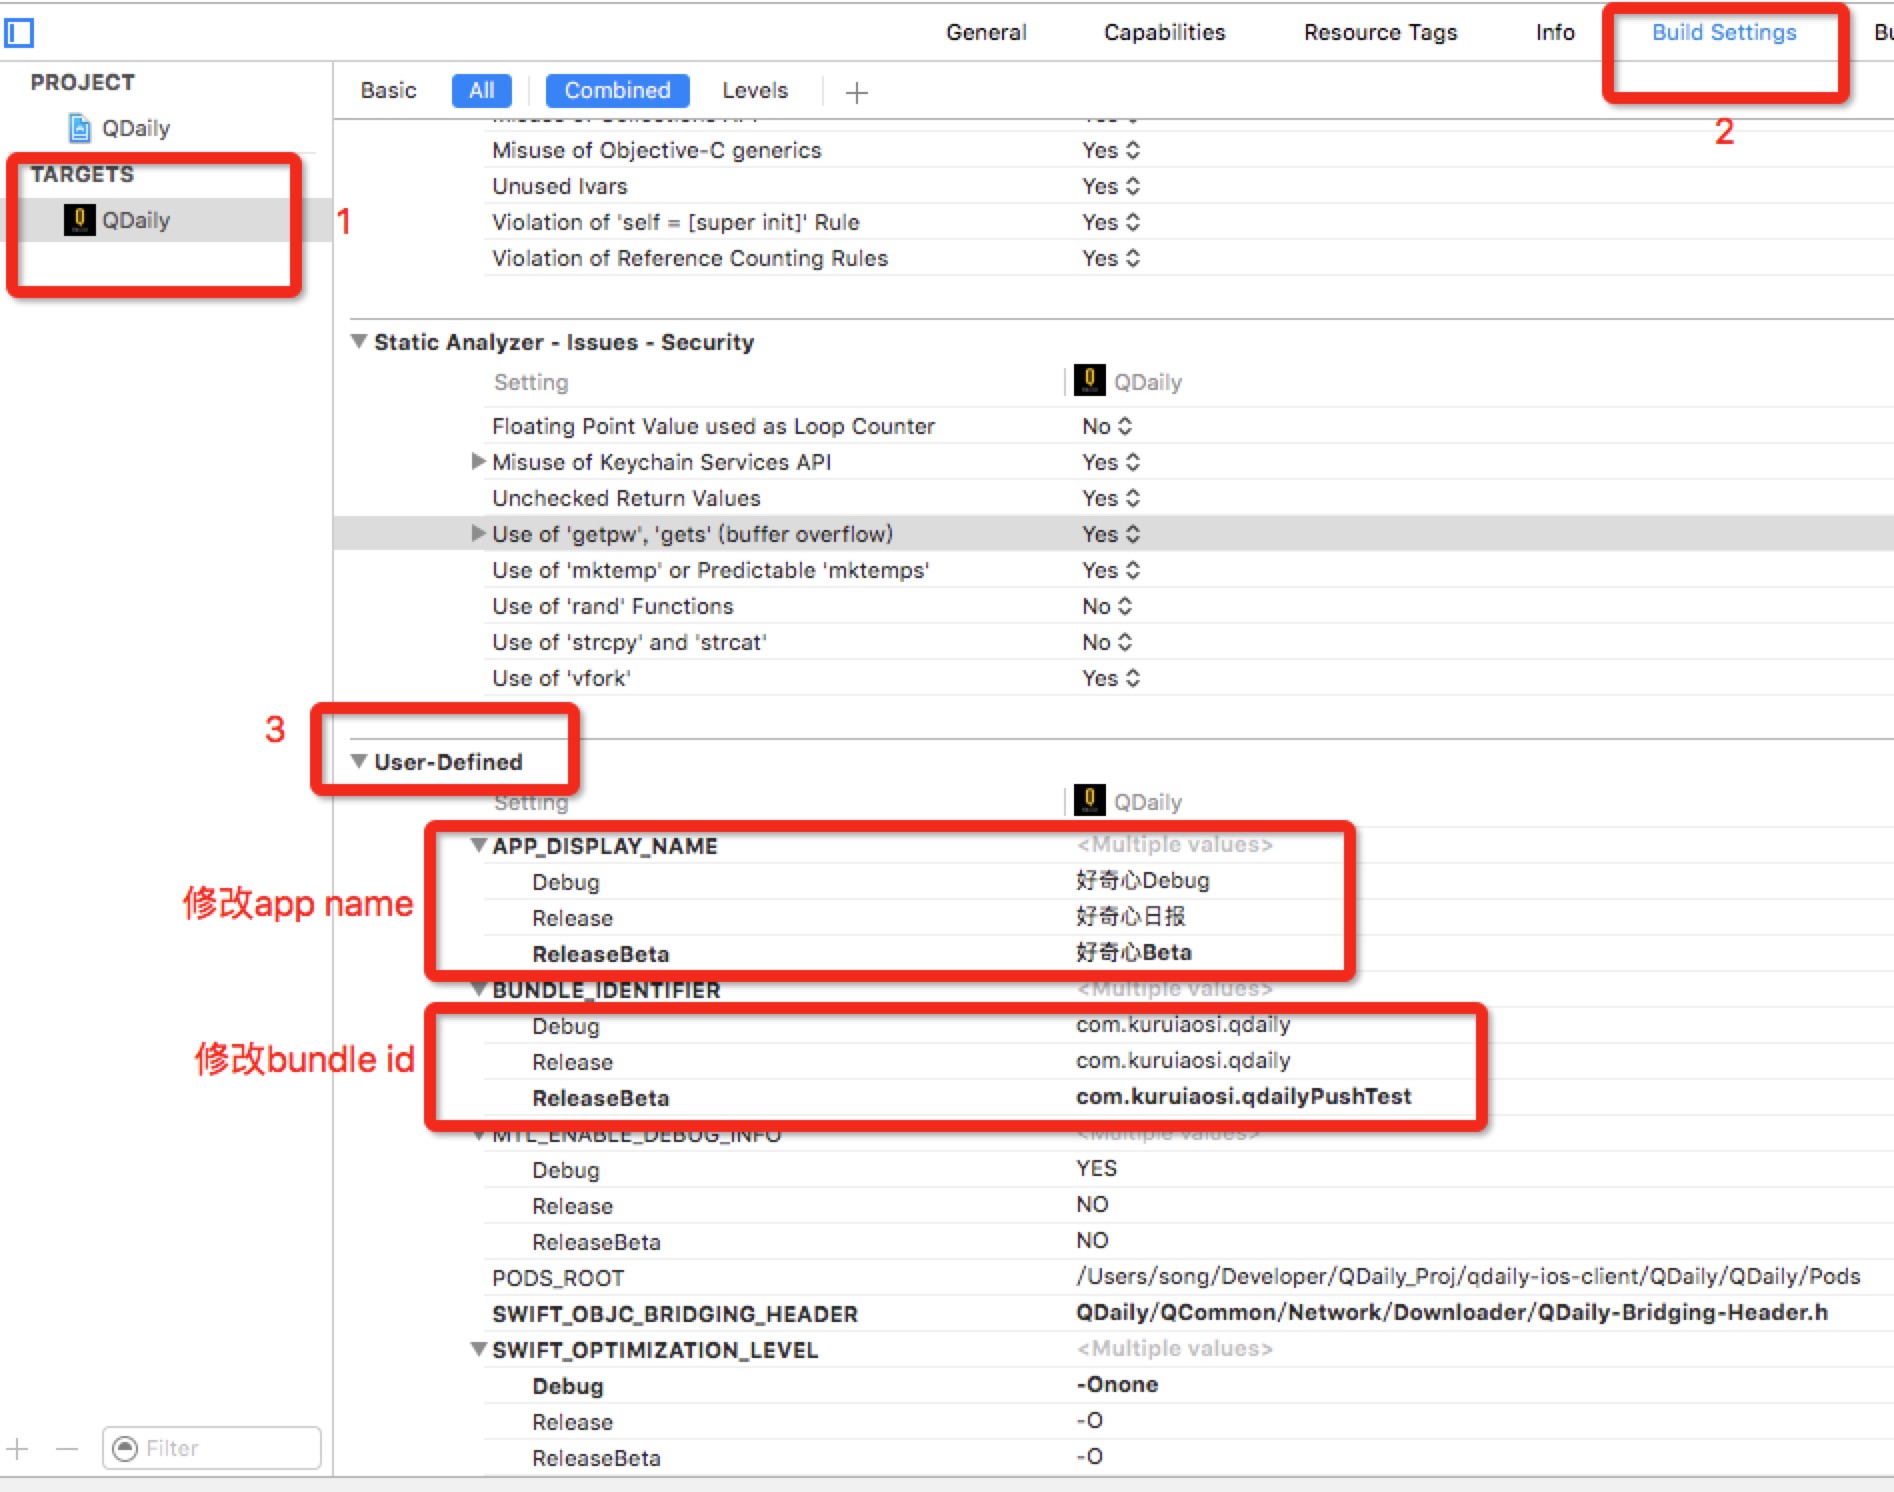 General Capabilities Resource Tags Info Build Settings Bu
PROJECT
QDaily
TARGETS
QDaily
1
2
Basic All Combined Levels
Misuse of Objective-C generics Yes
Unused Ivars Yes
Violation of 'self = [super init]' Rule Yes
Violation of Reference Counting Rules Yes
Static Analyzer - Issues - Security
Setting QDaily
Floating Point Value used as Loop Counter No
Misuse of Keychain Services API Yes
Unchecked Return Values Yes
Use of 'getpw', 'gets' (buffer overflow) Yes
Use of 'mktemp' or Predictable 'mktemps' Yes
Use of 'rand' Functions No
Use of 'strcpy' and 'strcat' No
Use of 'vfork' Yes
3
User-Defined
Setting QDaily
APP_DISPLAY_NAME <Multiple values>
Debug 好奇心Debug
修改app name
Release 好奇心日报
ReleaseBeta 好奇心Beta
BUNDLE_IDENTIFIER <Multiple values>
Debug com.kuruiaosi.qdaily
修改bundle id
Release com.kuruiaosi.qdaily
ReleaseBeta com.kuruiaosi.qdailyPushTest
MTL_ENABLE_DEBUG_INFO <Multiple values>
Debug YES
Release NO
ReleaseBeta NO
PODS_ROOT /Users/song/Developer/QDaily_Proj/qdaily-ios-client/QDaily/QDaily/Pods
SWIFT_OBJC_BRIDGING_HEADER QDaily/QCommon/Network/Downloader/QDaily-Bridging-Header.h
SWIFT_OPTIMIZATION_LEVEL <Multiple values>
Debug -Onone
Release -O
ReleaseBeta -O
Filter